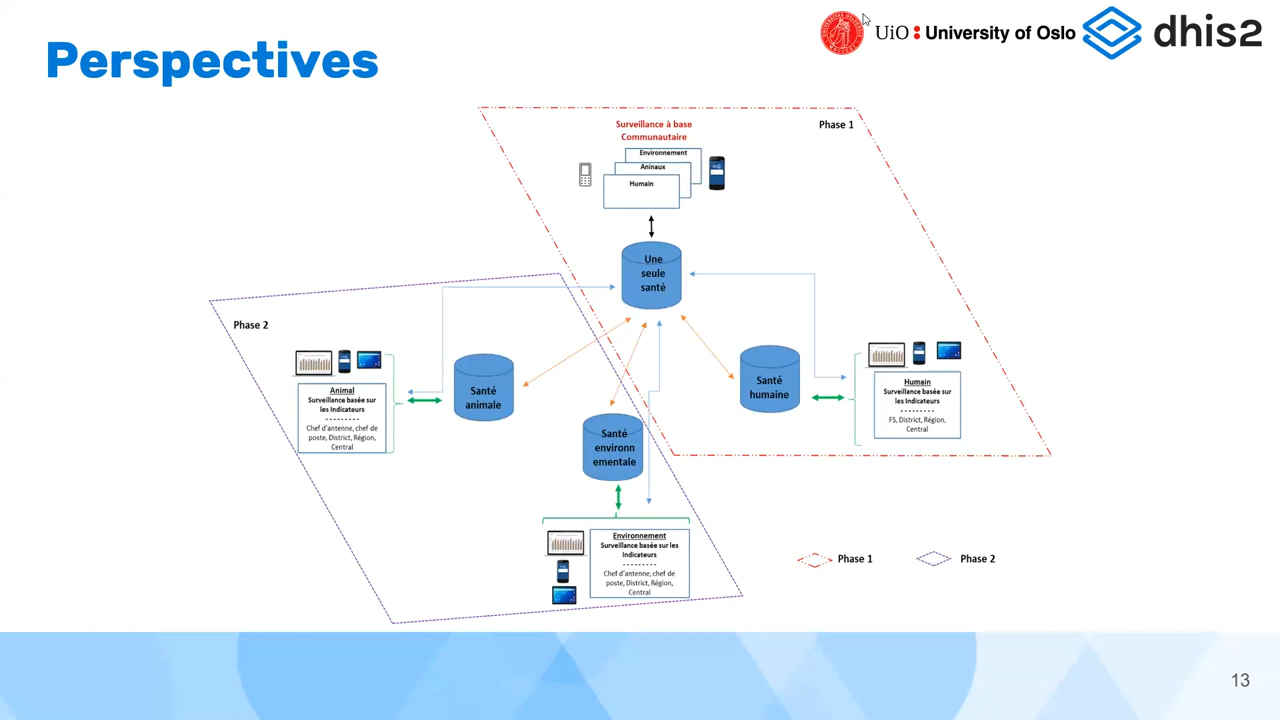 Perspectives
UiO : University of Oslo
dhis2
Surveillance à base
Communautaire
Phase 1
Environnement
Aninaux
Humain
Une
seule
santé
Phase 2
Animal
Surveillance basée sur
les Indicateurs
- - - - - - - - -
Chef d'antenne, chef de
poste, District, Région,
Central
Santé
animale
Santé
environn
ementale
Santé
humaine
Humain
Surveillance basée sur
les Indicateurs
- - - - - - - - -
FS, District, Région,
Central
Environnement
Surveillance basée sur les
Indicateurs
- - - - - - - - -
Chef d'antenne, chef de
poste, District, Région,
Central
Phase 1
Phase 2
13